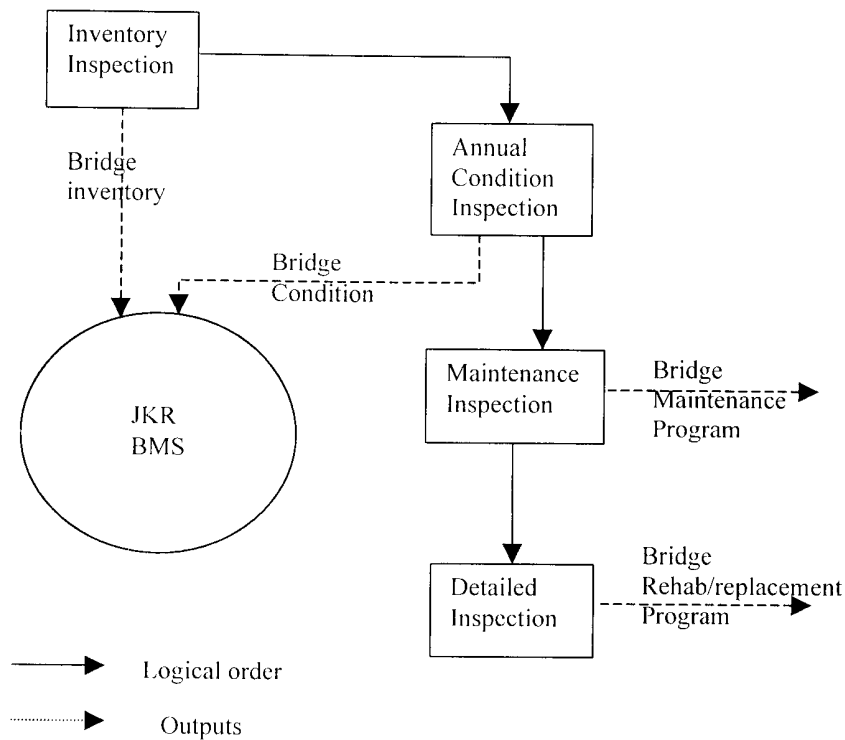 Inventory
Inspection
Annual
Condition
Inspection
Bridge
inventory
Bridge
Condition
Maintenance
Inspection
Bridge
Maintenance
Program
JKR
BMS
Detailed
Inspection
Bridge
Rehab/replacement
Program
Logical order
Outputs